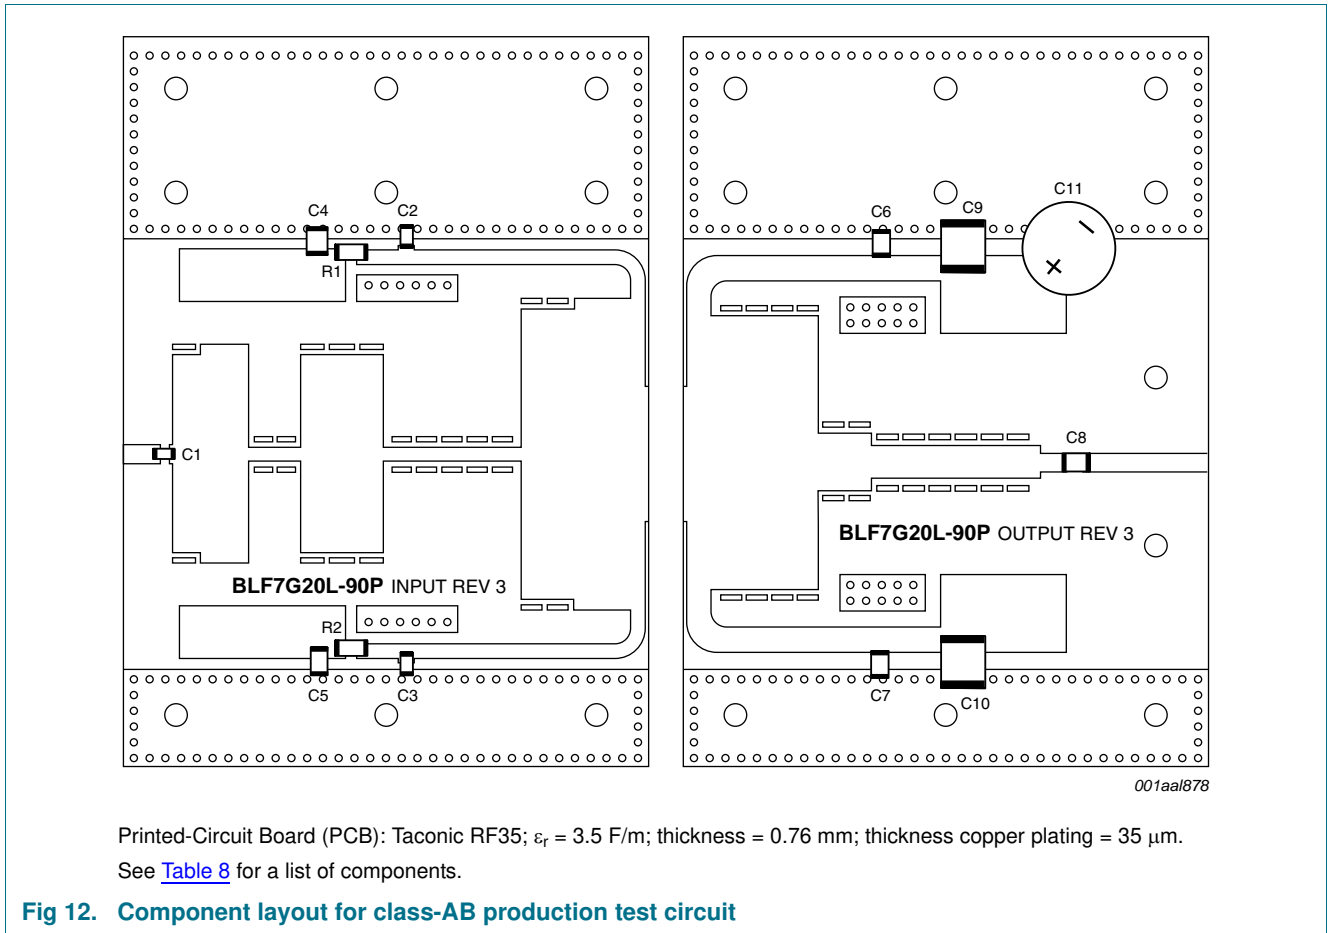 C4
C2
R1
C1
BLF7G20L-90P INPUT REV 3
R2
C5
C3
C6
C9
C11
C8
BLF7G20L-90P OUTPUT REV 3
C7
C10
001aal878
Printed-Circuit Board (PCB): Taconic RF35; εr = 3.5 F/m; thickness = 0.76 mm; thickness copper plating = 35 μm.
See Table 8 for a list of components.
Fig 12. Component layout for class-AB production test circuit